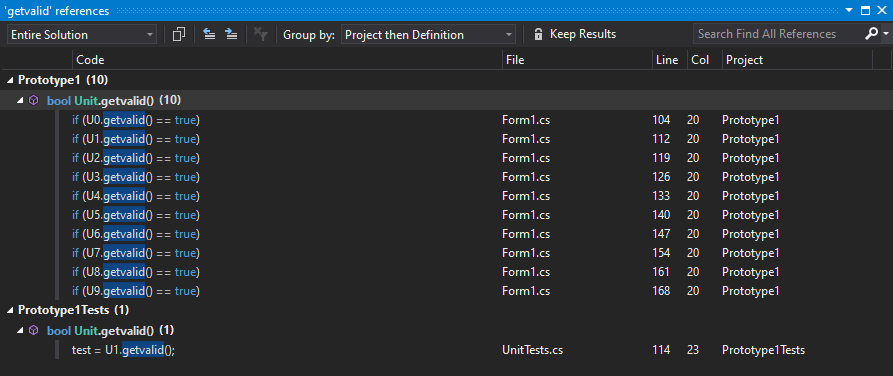 'getvalid' references
Entire Solution Group by: Project then Definition Keep Results Search Find All References
Code File Line Col Project
Prototype1 (10)
bool Unit.getvalid() (10)
if (U0.getvalid() == true) Form1.cs 104 20 Prototype1
if (U1.getvalid() == true) Form1.cs 112 20 Prototype1
if (U2.getvalid() == true) Form1.cs 119 20 Prototype1
if (U3.getvalid() == true) Form1.cs 126 20 Prototype1
if (U4.getvalid() == true) Form1.cs 133 20 Prototype1
if (U5.getvalid() == true) Form1.cs 140 20 Prototype1
if (U6.getvalid() == true) Form1.cs 147 20 Prototype1
if (U7.getvalid() == true) Form1.cs 154 20 Prototype1
if (U8.getvalid() == true) Form1.cs 161 20 Prototype1
if (U9.getvalid() == true) Form1.cs 168 20 Prototype1
Prototype1Tests (1)
bool Unit.getvalid() (1)
test = U1.getvalid(); UnitTests.cs 114 23 Prototype1Tests